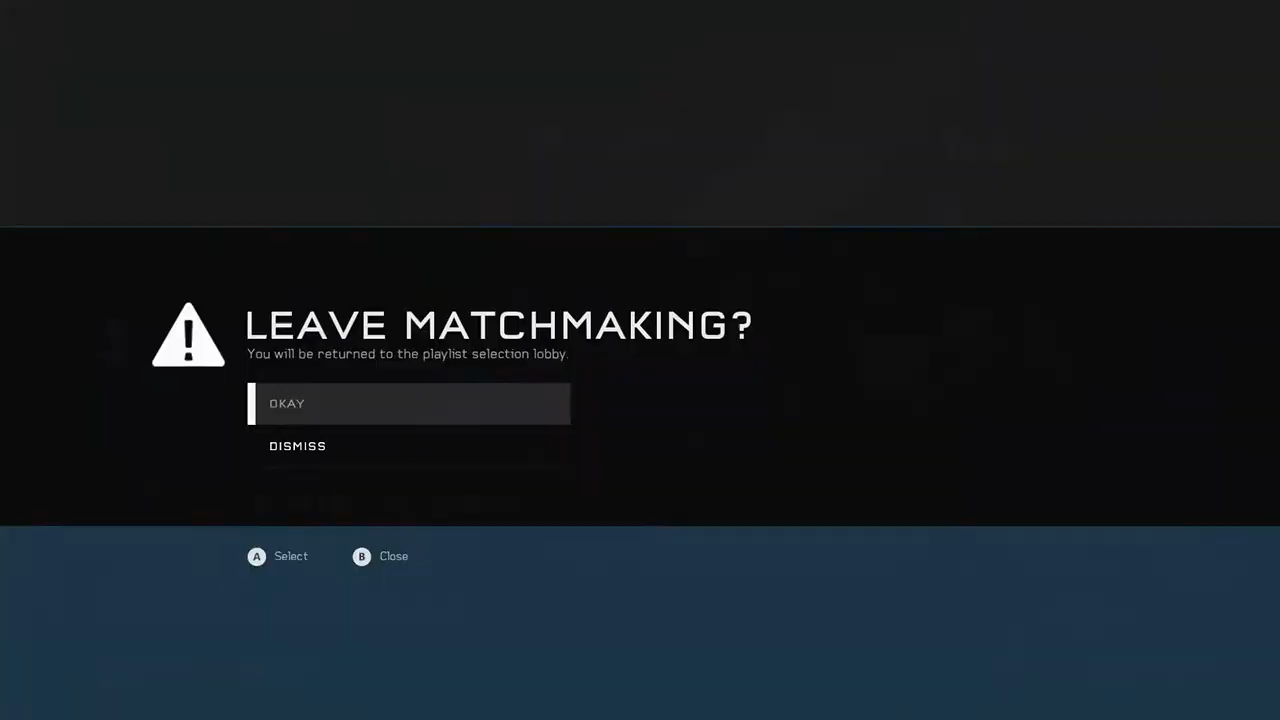 LEAVE MATCHMAKING?
You will be returned to the playlist selection lobby.
OKAY
DISMISS
A Select B Close